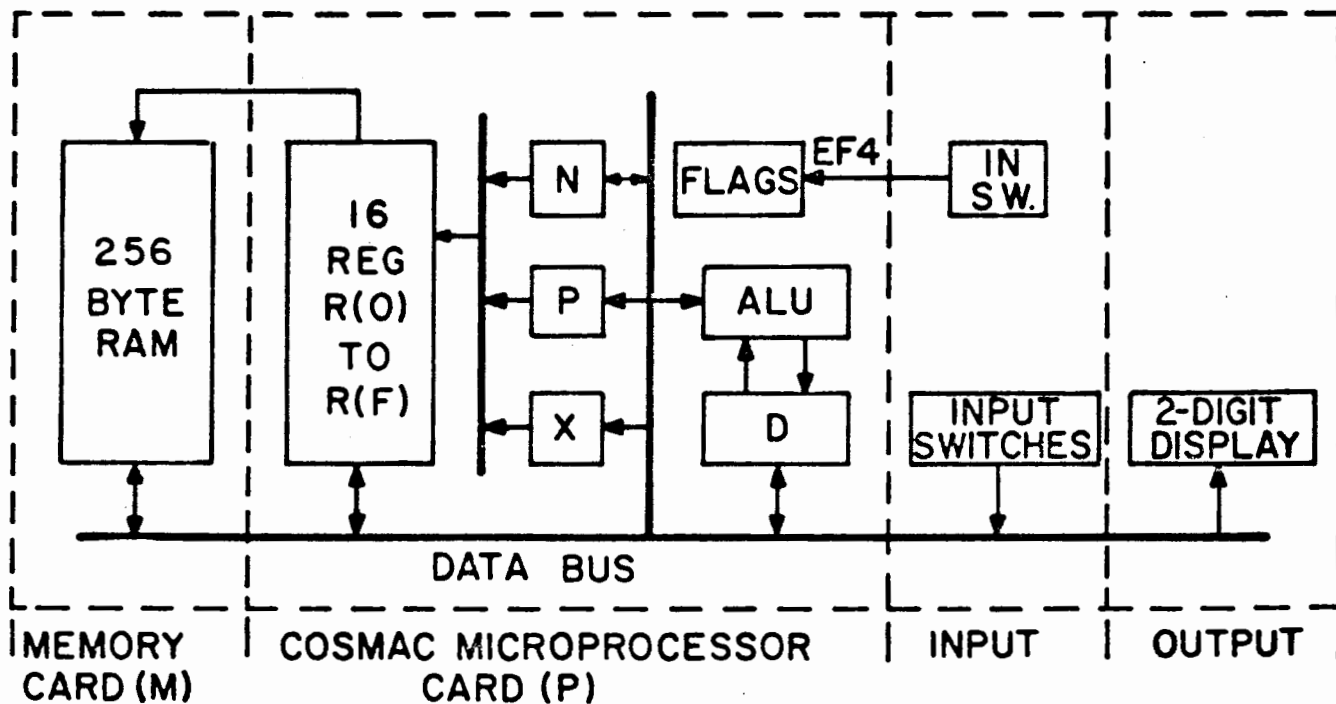 256
BYTE
RAM
16
REG
R(O)
TO
R(F)
N
P
X
FLAGS
EF4
IN
SW.
ALU
D
INPUT
SWITCHES
2-DIGIT
DISPLAY
DATA BUS
MEMORY
CARD (M)
COSMAC MICROPROCESSOR
CARD (P)
INPUT
OUTPUT